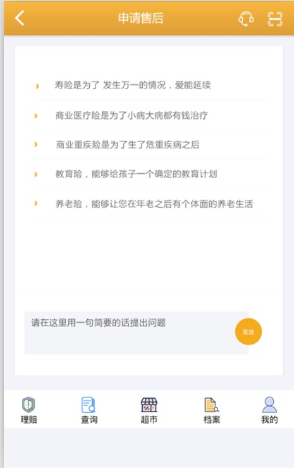 申请售后
寿险是为了 发生万一的情况，爱能延续
商业医疗险是为了小病大病都有钱治疗
商业重疾险是为了生了危重疾病之后
教育险，能够给孩子一个确定的教育计划
养老险，能够让您在年老之后有个体面的养老生活
请在这里用一句简要的话提出问题
理赔 查询 超市 档案 我的